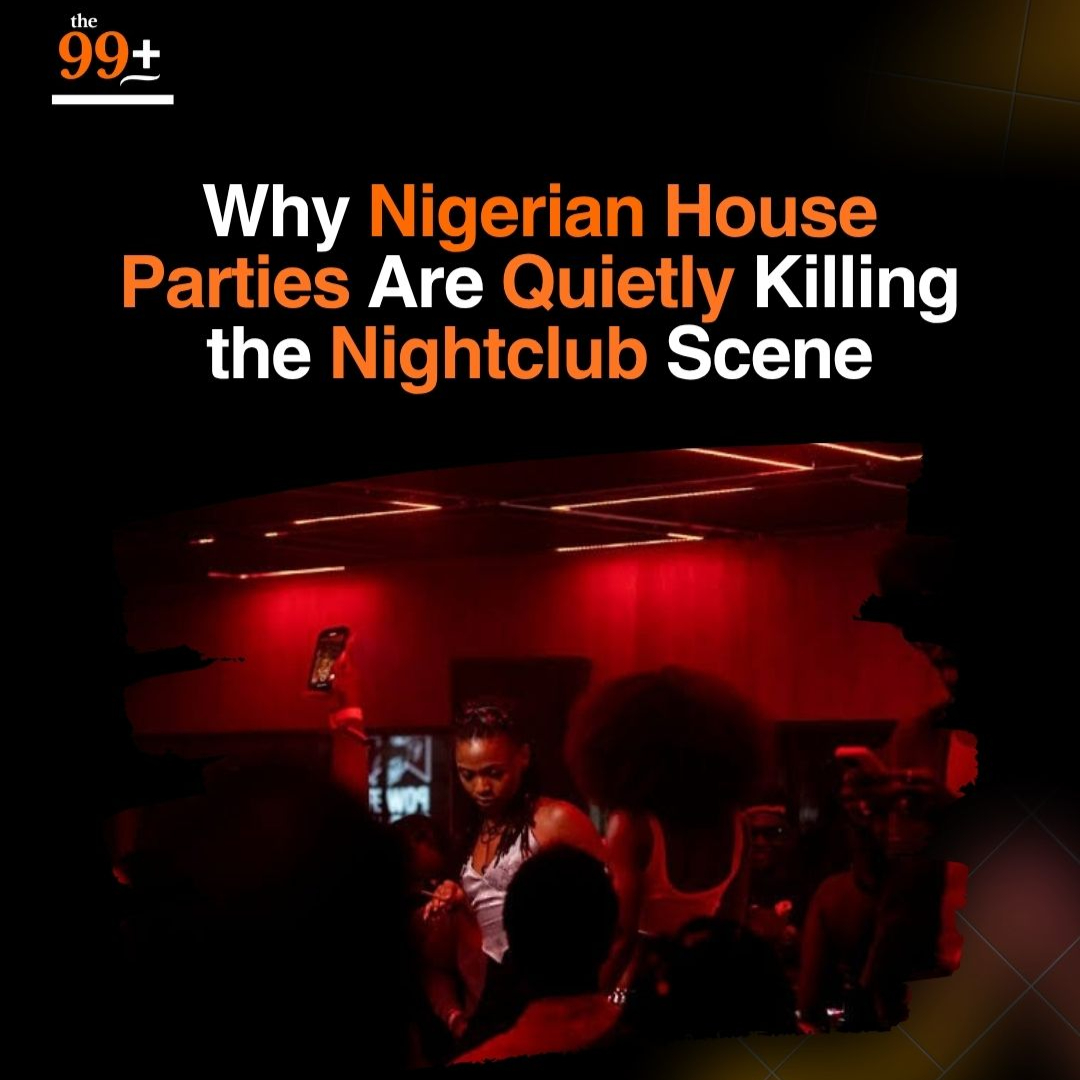 the
99+
Why Nigerian House
Parties Are Quietly Killing
the Nightclub Scene